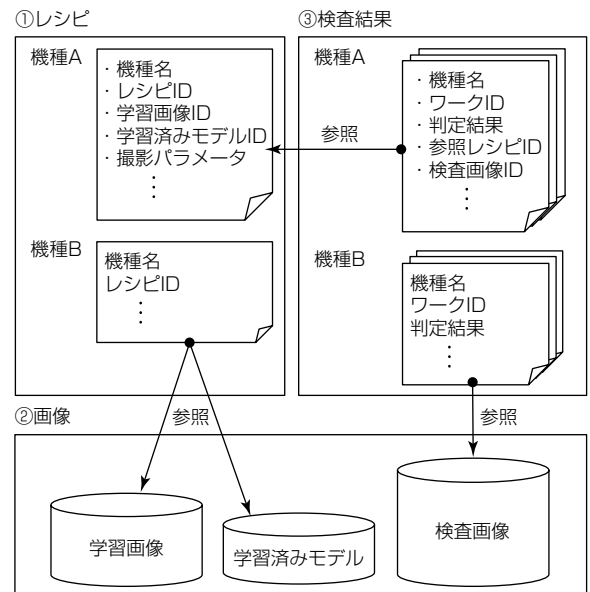 ①レシピ
機種A
・機種名
・レシピID
・学習画像ID
・学習済みモデルID
・撮影パラメータ
⋮
機種B
機種名
レシピID
⋮
③検査結果
機種A
・機種名
・ワークID
・判定結果
・参照レシピID
・検査画像ID
⋮
参照
機種B
機種名
ワークID
判定結果
⋮
②画像
参照
参照
学習画像
学習済みモデル
検査画像